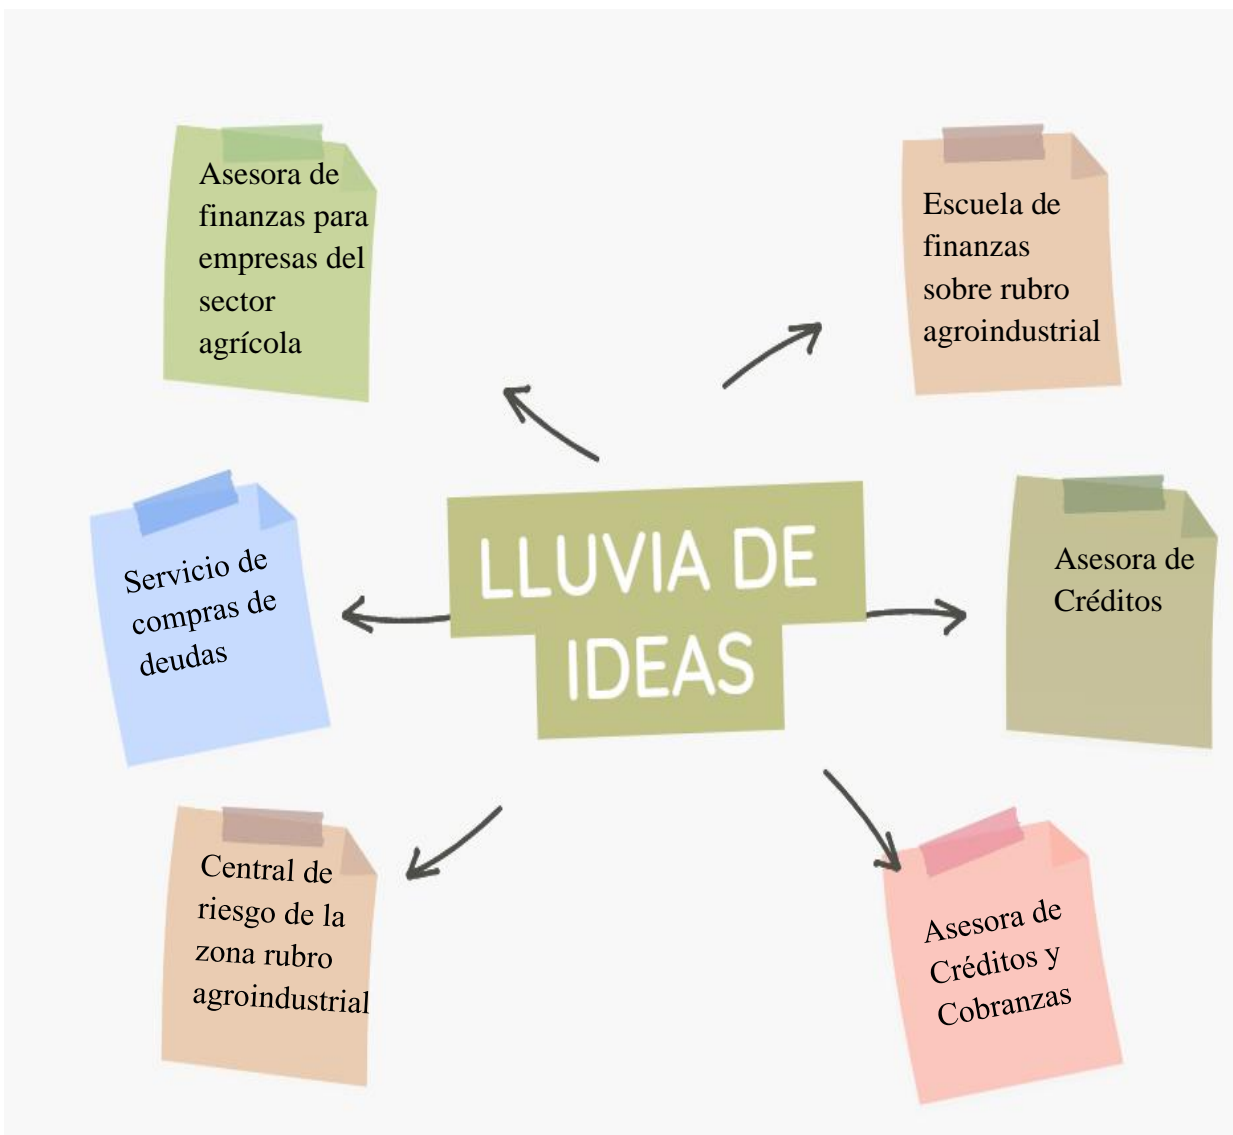 Asesora de
finanzas para
empresas del
sector
agrícola
Escuela de
finanzas
sobre rubro
agroindustrial
Servicio de
compras de
deudas
LLUVIA DE
IDEAS
Asesora de
Créditos
Central de
riesgo de la
zona rubro
agroindustrial
Asesora de
Créditos y
Cobranzas